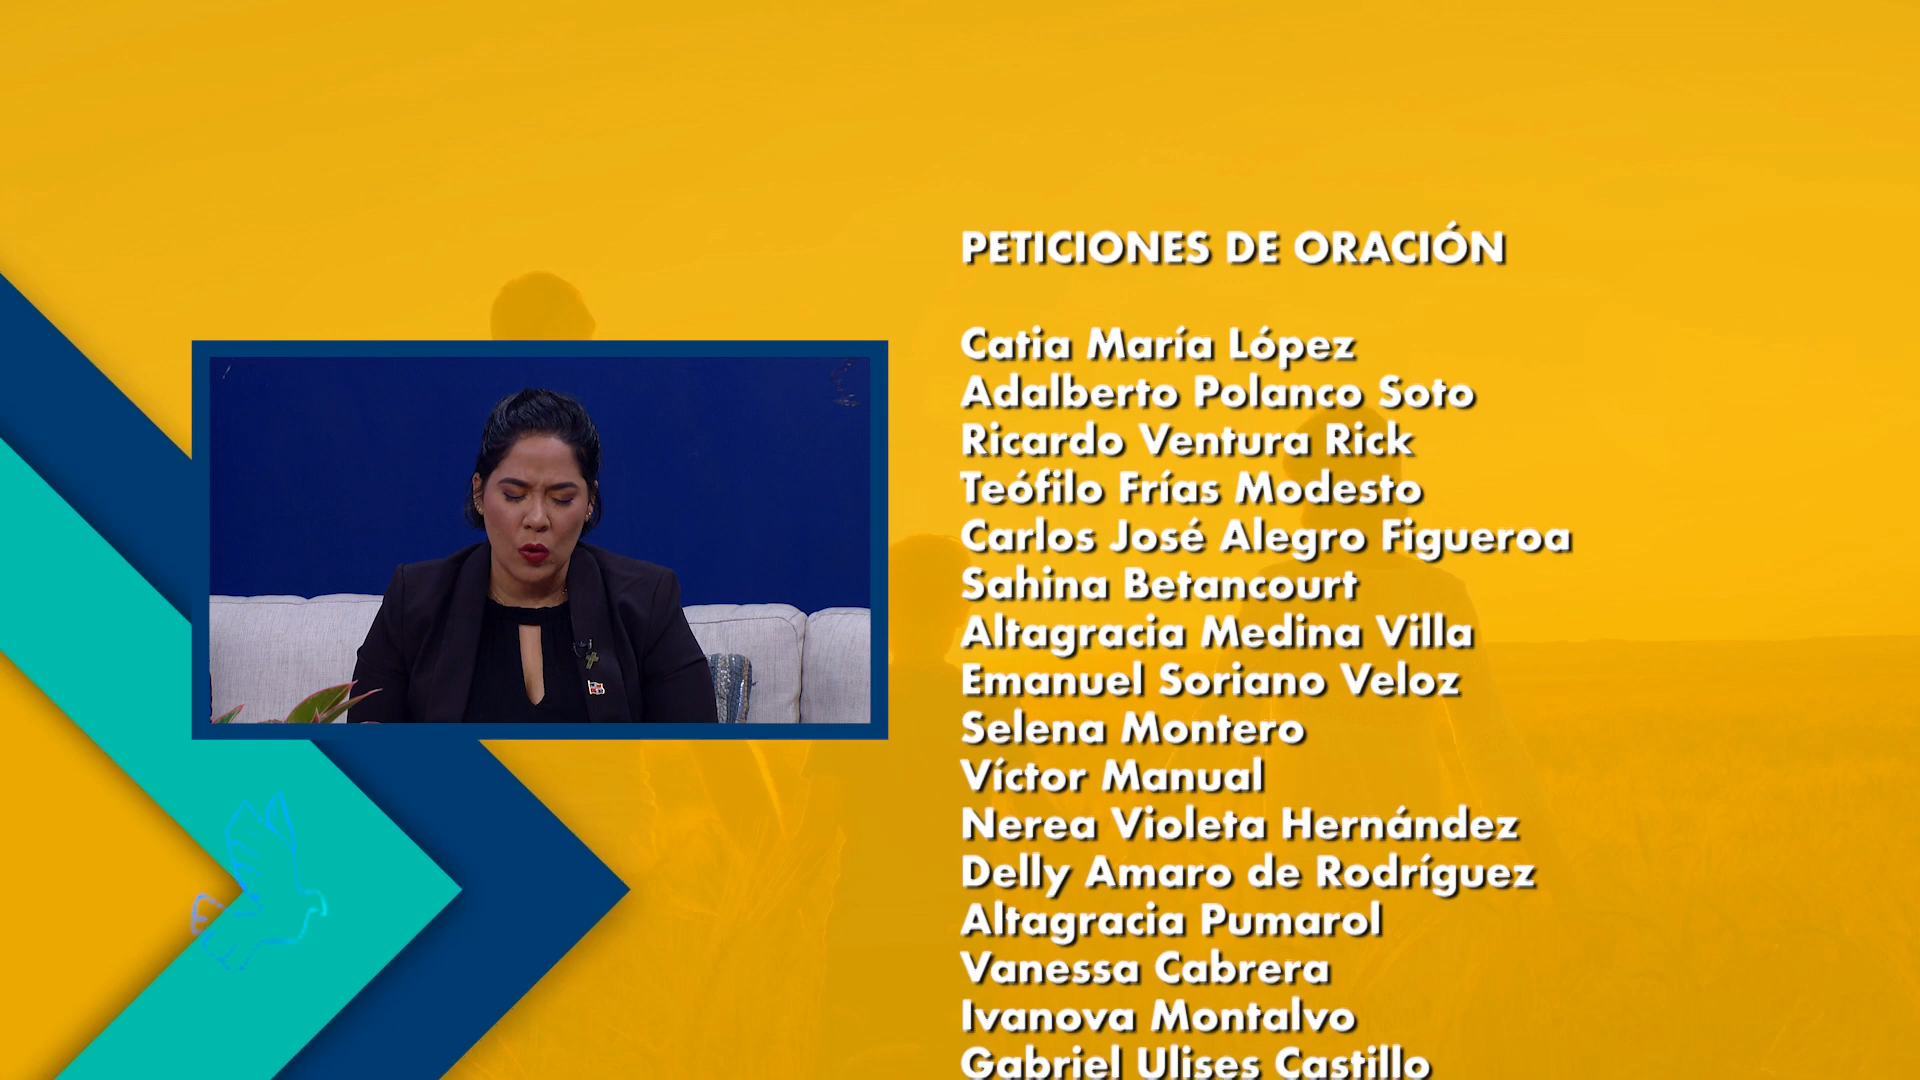 PETICIONES DE ORACIÓN
Catia María López
Adalberto Polanco Soto
Ricardo Ventura Rick
Teófilo Frías Modesto
Carlos José Alegro Figueroa
Sahina Betancourt
Altagracia Medina Villa
Emanuel Soriano Veloz
Selena Montero
Víctor Manual
Nerea Violeta Hernández
Delly Amaro de Rodríguez
Altagracia Pumarol
Vanessa Cabrera
Ivanova Montalvo
Gabriel Ulises Castillo